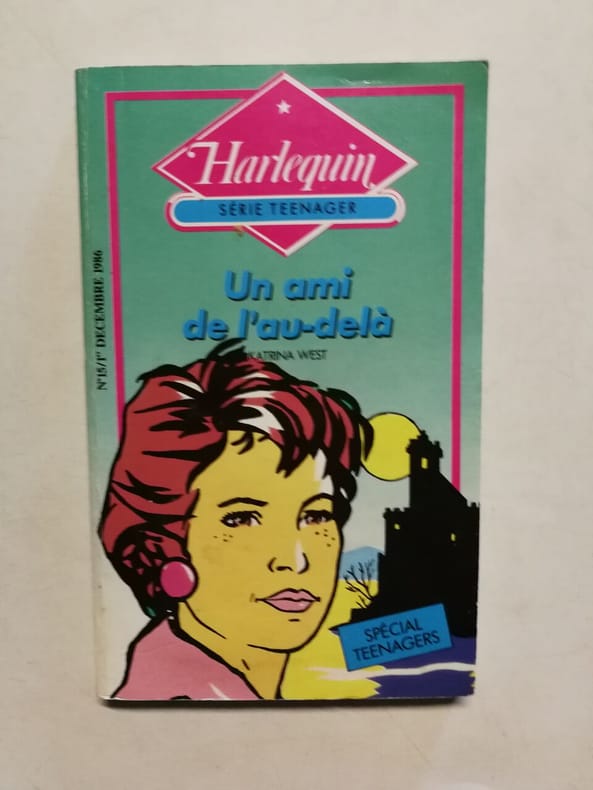 Harlequin
SÉRIE TEENAGER
Un ami
de l'au-delà
KATRINA WEST
N°15/1er DECEMBRE 1986
SPÉCIAL
TEENAGERS